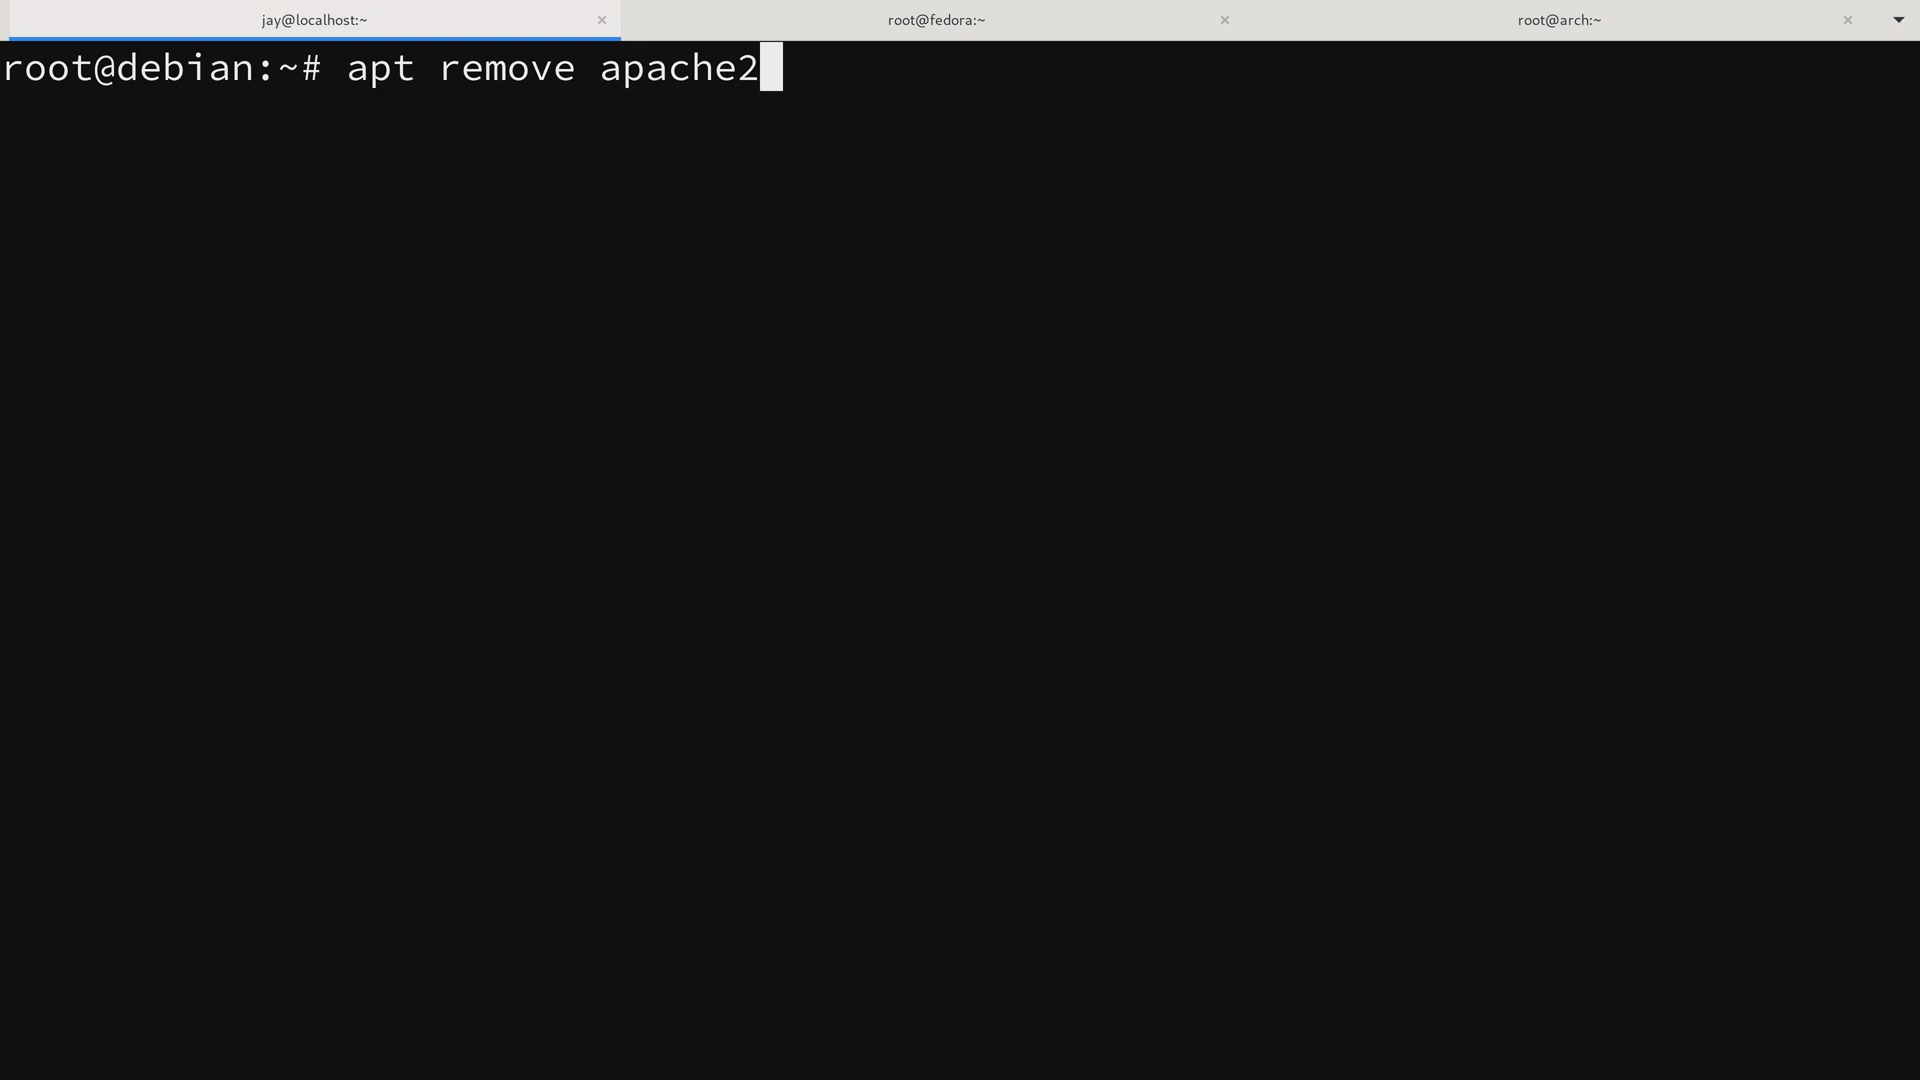 jay@localhost:~ × root@fedora:~ × root@arch:~ ×
root@debian:~# apt remove apache2